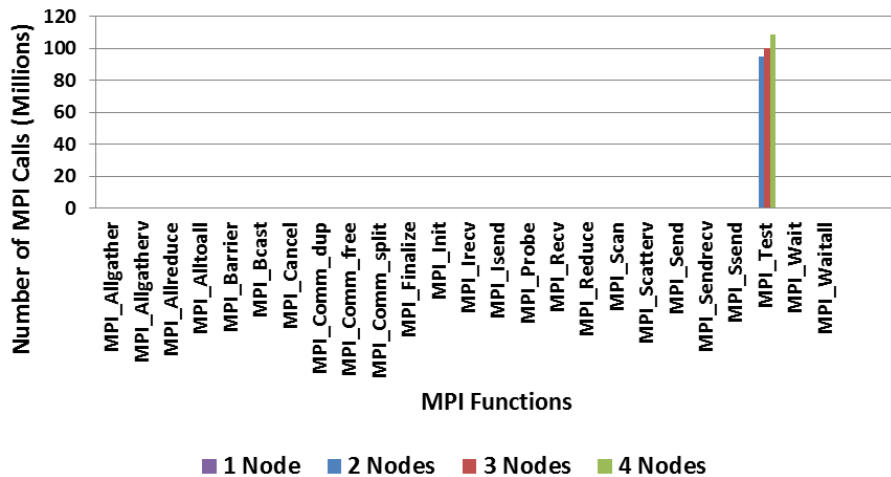 Number of MPI Calls (Millions)
120
100
80
60
40
20
0
MPI_Allgather
MPI_Allgatherv
MPI_Allreduce
MPI_Alltoall
MPI_Barrier
MPI_Bcast
MPI_Cancel
MPI_Comm_dup
MPI_Comm_free
MPI_Comm_split
MPI_Finalize
MPI_Init
MPI_Irecv
MPI_Isend
MPI_Probe
MPI_Recv
MPI_Reduce
MPI_Scan
MPI_Scatterv
MPI_Send
MPI_Sendrecv
MPI_Ssend
MPI_Test
MPI_Wait
MPI_Waitall
MPI Functions
1 Node 2 Nodes 3 Nodes 4 Nodes